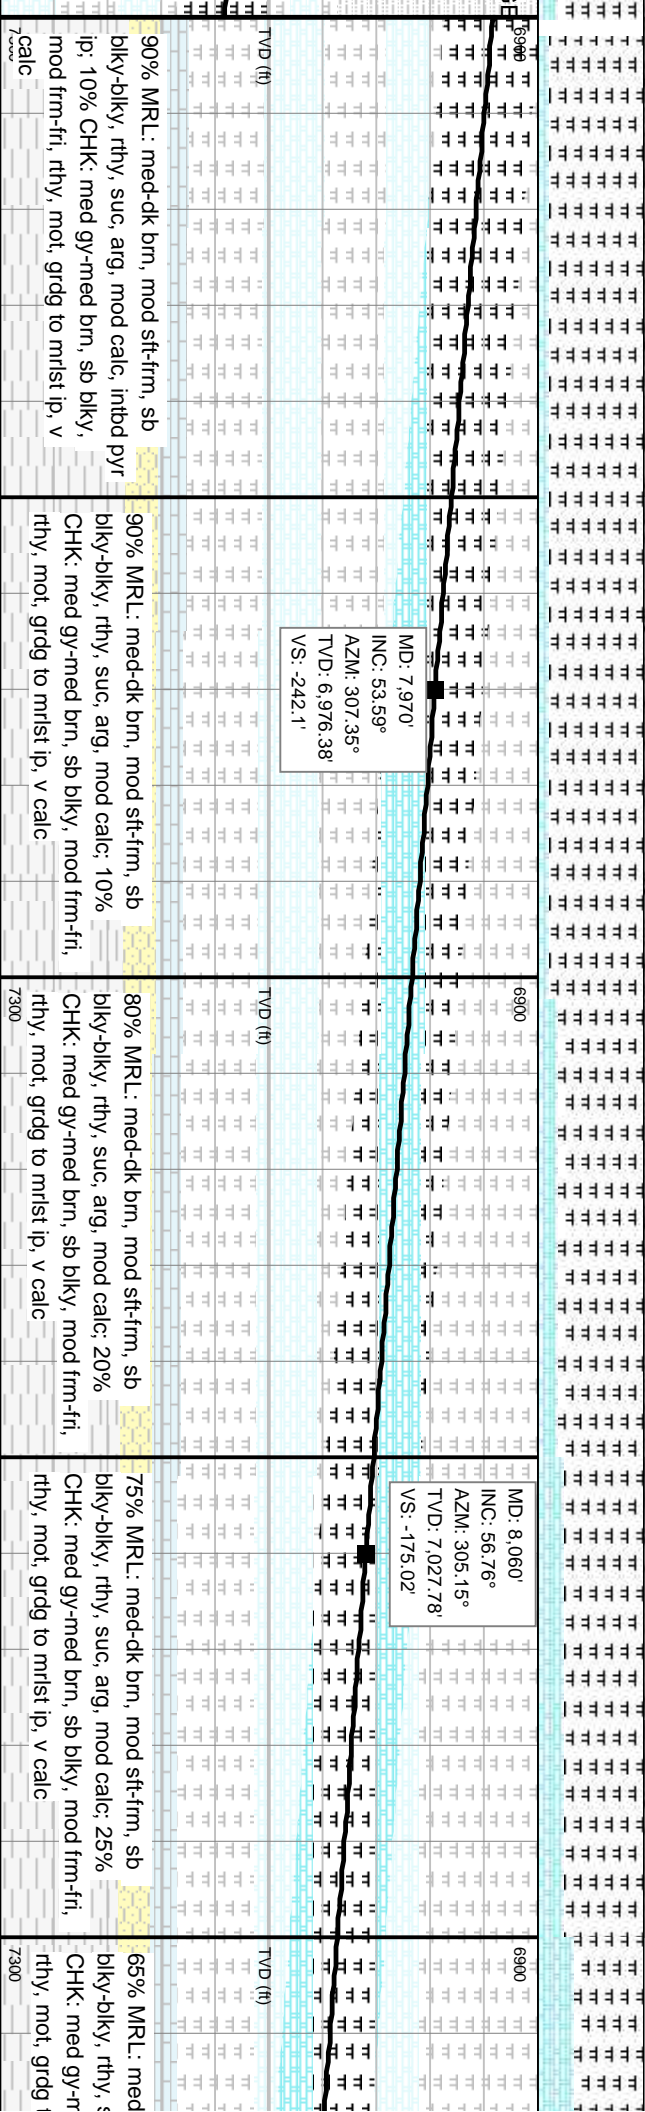 6900
TVD (ft)
90% MRL: med-dk brn, mod sft-frm, sb
blky-blky, rthy, suc, arg, mod calc, intbd pyr
ip; 10% CHK: med gy-med brn, sb blky,
mod frm-fri, rthy, mot, grdg to mrlst ip, v
calc
90% MRL: med-dk brn, mod sft-frm, sb
blky-blky, rthy, suc, arg, mod calc; 10%
CHK: med gy-med brn, sb blky, mod frm-fri,
rthy, mot, grdg to mrlst ip, v calc
MD: 7,970'
INC: 53.59°
AZM: 307.35°
TVD: 6,976.38'
VS: -242.1'
6900
TVD (ft)
7300
80% MRL: med-dk brn, mod sft-frm, sb
blky-blky, rthy, suc, arg, mod calc; 20%
CHK: med gy-med brn, sb blky, mod frm-fri,
rthy, mot, grdg to mrlst ip, v calc
MD: 8,060'
INC: 56.76°
AZM: 305.15°
TVD: 7,027.78'
VS: -175.02'
75% MRL: med-dk brn, mod sft-frm, sb
blky-blky, rthy, suc, arg, mod calc; 25%
CHK: med gy-med brn, sb blky, mod frm-fri,
rthy, mot, grdg to mrlst ip, v calc
6900
TVD (ft)
7300
65% MRL: med
blky-blky, rthy, s
CHK: med gy-m
rthy, mot, grdg t